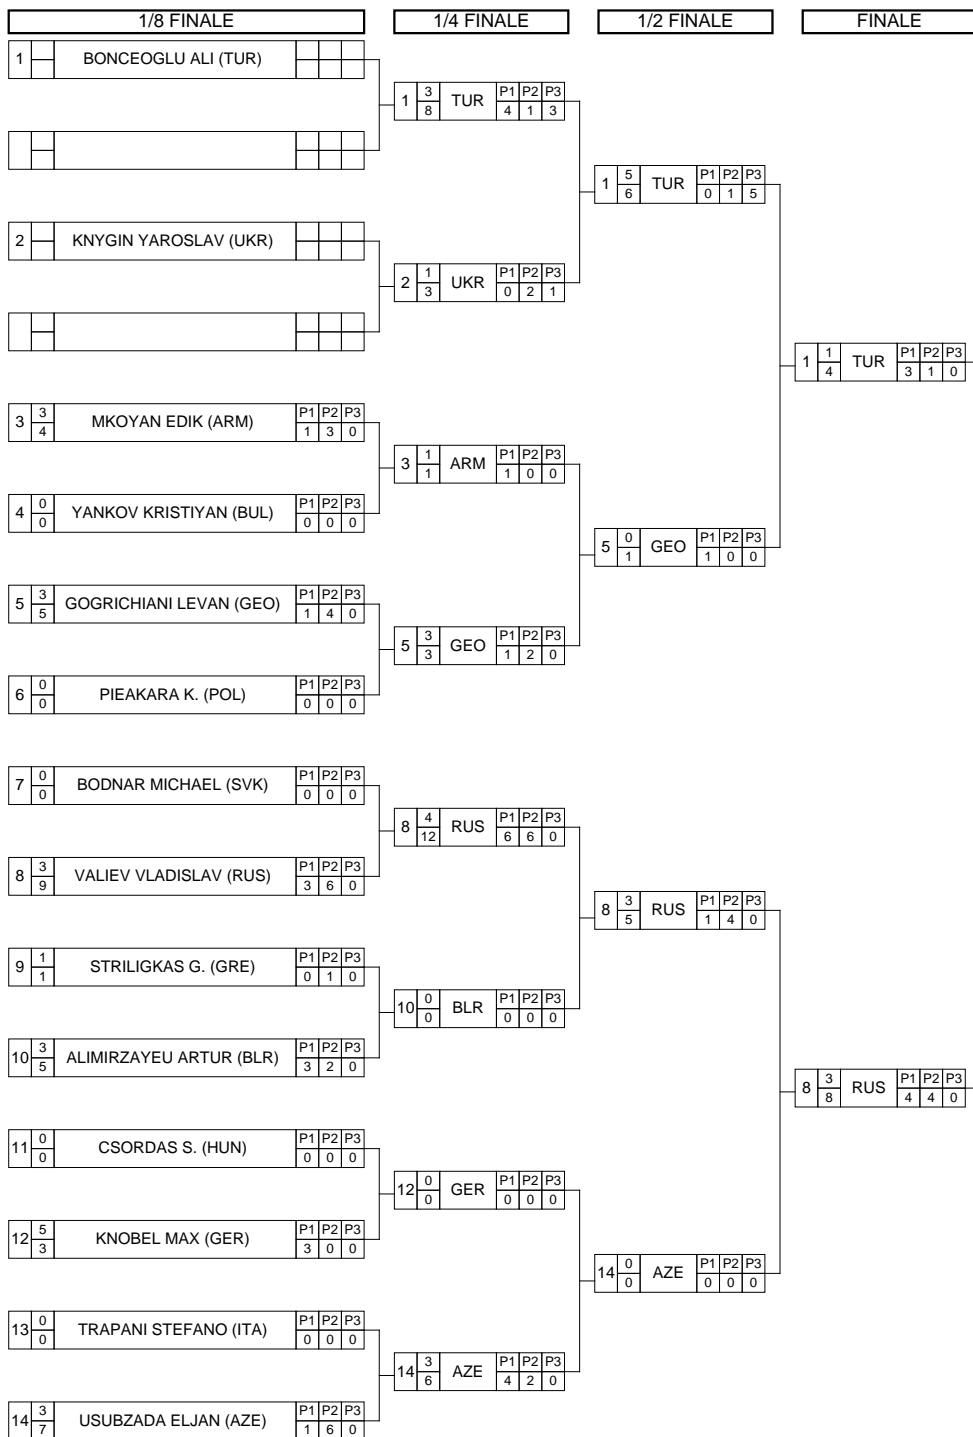 1/8 FINALE 1/4 FINALE 1/2 FINALE FINALE
1 BONCEOGLU ALI (TUR)
1 3 8 TUR P1 P2 P3 4 1 3
1 5 6 TUR P1 P2 P3 0 1 5
2 KNYGIN YAROSLAV (UKR)
2 1 3 UKR P1 P2 P3 0 2 1
1 1 4 TUR P1 P2 P3 3 1 0
3 3 4 MKOYAN EDIK (ARM) P1 P2 P3 1 3 0
3 1 1 ARM P1 P2 P3 1 0 0
4 0 0 YANKOV KRISTIYAN (BUL) P1 P2 P3 0 0 0
5 0 1 GEO P1 P2 P3 1 0 0
5 3 5 GOGRICHIANI LEVAN (GEO) P1 P2 P3 1 4 0
5 3 3 GEO P1 P2 P3 1 2 0
6 0 0 PIEAKARA K. (POL) P1 P2 P3 0 0 0
7 0 0 BODNAR MICHAEL (SVK) P1 P2 P3 0 0 0
8 4 12 RUS P1 P2 P3 6 6 0
8 3 9 VALIEV VLADISLAV (RUS) P1 P2 P3 3 6 0
8 3 5 RUS P1 P2 P3 1 4 0
9 1 1 STRILIGKAS G. (GRE) P1 P2 P3 0 1 0
10 0 0 BLR P1 P2 P3 0 0 0
10 3 5 ALIMIRZAYEU ARTUR (BLR) P1 P2 P3 3 2 0
8 3 8 RUS P1 P2 P3 4 4 0
11 0 0 CSORDAS S. (HUN) P1 P2 P3 0 0 0
12 0 0 GER P1 P2 P3 0 0 0
12 5 3 KNOBEL MAX (GER) P1 P2 P3 3 0 0
14 0 0 AZE P1 P2 P3 0 0 0
13 0 0 TRAPANI STEFANO (ITA) P1 P2 P3 0 0 0
14 3 6 AZE P1 P2 P3 4 2 0
14 3 7 USUBZADA ELJAN (AZE) P1 P2 P3 1 6 0